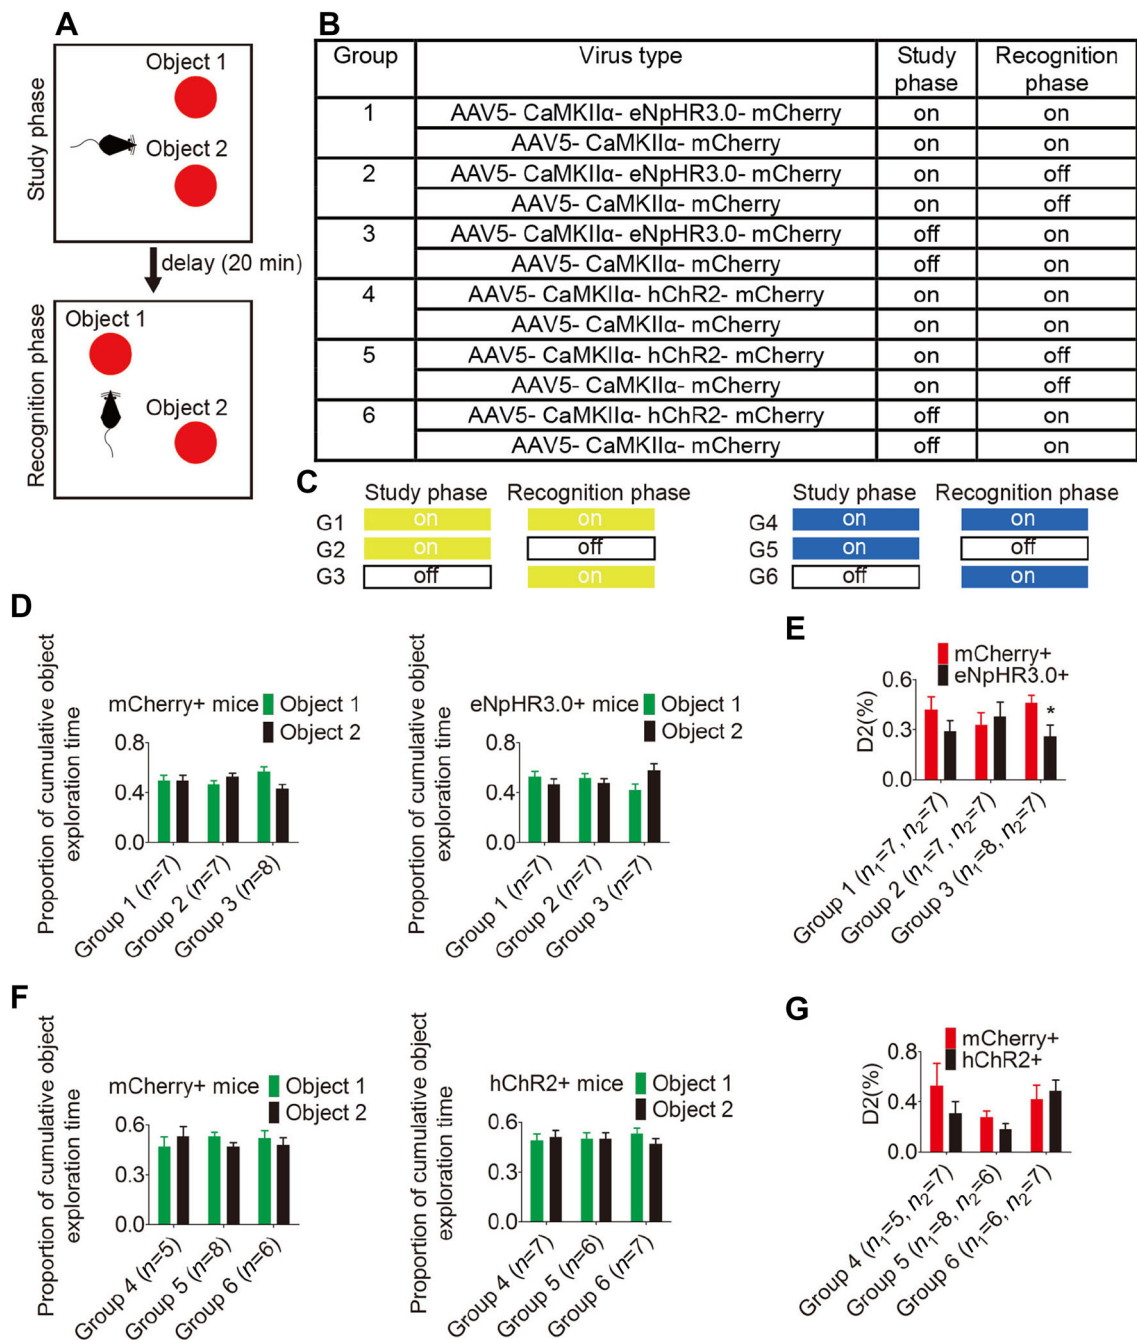 A
Study phase
Object 1
Object 2
delay (20 min)
Recognition phase
Object 1
Object 2
B
Group Virus type Study phase Recognition phase
1 AAV5- CaMKIIα- eNpHR3.0- mCherry on on
AAV5- CaMKIIα- mCherry on on
2 AAV5- CaMKIIα- eNpHR3.0- mCherry on off
AAV5- CaMKIIα- mCherry on off
3 AAV5- CaMKIIα- eNpHR3.0- mCherry off on
AAV5- CaMKIIα- mCherry off on
4 AAV5- CaMKIIα- hChR2- mCherry on on
AAV5- CaMKIIα- mCherry on on
5 AAV5- CaMKIIα- hChR2- mCherry on off
AAV5- CaMKIIα- mCherry on off
6 AAV5- CaMKIIα- hChR2- mCherry off on
AAV5- CaMKIIα- mCherry off on
C
Study phase Recognition phase
G1 on on
G2 on off
G3 off on
Study phase Recognition phase
G4 on on
G5 on off
G6 off on
D
Proportion of cumulative object
exploration time
mCherry+ mice
Object 1
Object 2
0.8
0.4
0.0
Group 1 (n=7)
Group 2 (n=7)
Group 3 (n=8)
Proportion of cumulative object
exploration time
eNpHR3.0+ mice
Object 1
Object 2
0.8
0.4
0.0
Group 1 (n=7)
Group 2 (n=7)
Group 3 (n=7)
E
mCherry+
eNpHR3.0+
D2(%)
0.6
0.3
0.0
*
Group 1 (n1=7, n2=7)
Group 2 (n1=7, n2=7)
Group 3 (n1=8, n2=7)
F
Proportion of cumulative object
exploration time
mCherry+ mice
Object 1
Object 2
0.6
0.3
0.0
Group 4 (n=5)
Group 5 (n=8)
Group 6 (n=6)
Proportion of cumulative object
exploration time
hChR2+ mice
Object 1
Object 2
0.6
0.3
0.0
Group 4 (n=7)
Group 5 (n=6)
Group 6 (n=7)
G
mCherry+
hChR2+
D2(%)
0.8
0.4
0.0
Group 4 (n1=5, n2=7)
Group 5 (n1=8, n2=6)
Group 6 (n1=6, n2=7)